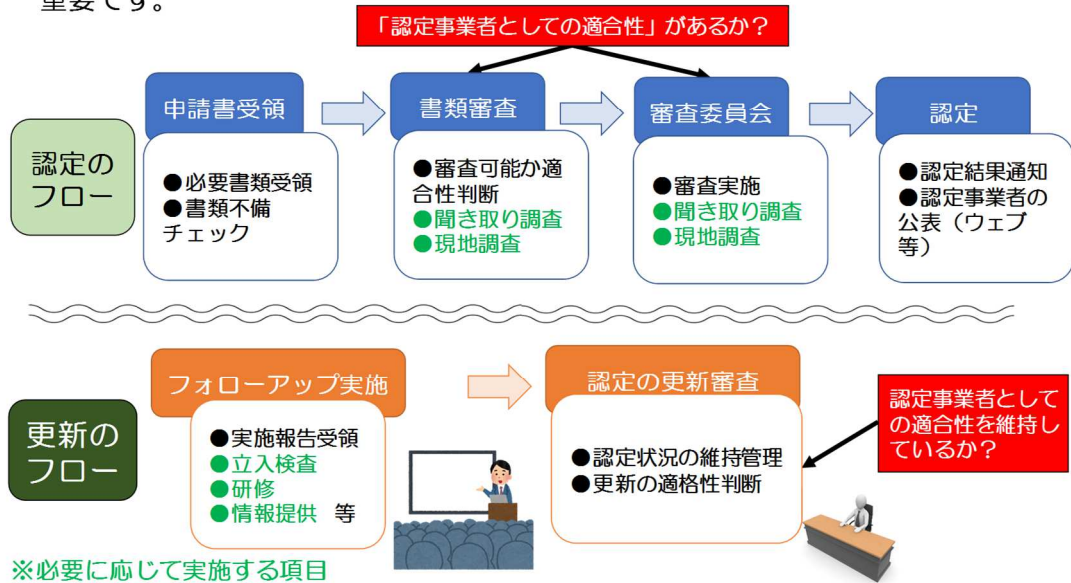 重要です。
「認定事業者としての適合性」があるか？
認定の
フロー
申請書受領
●必要書類受領
●書類不備
チェック
書類審査
●審査可能か適
合性判断
●聞き取り調査
●現地調査
審査委員会
●審査実施
●聞き取り調査
●現地調査
認定
●認定結果通知
●認定事業者の
公表（ウェブ
等）
更新の
フロー
フォローアップ実施
●実施報告受領
●立入検査
●研修
●情報提供 等
認定の更新審査
●認定状況の維持管理
●更新の適格性判断
認定事業者として
の適合性を維持し
ているか？
※必要に応じて実施する項目